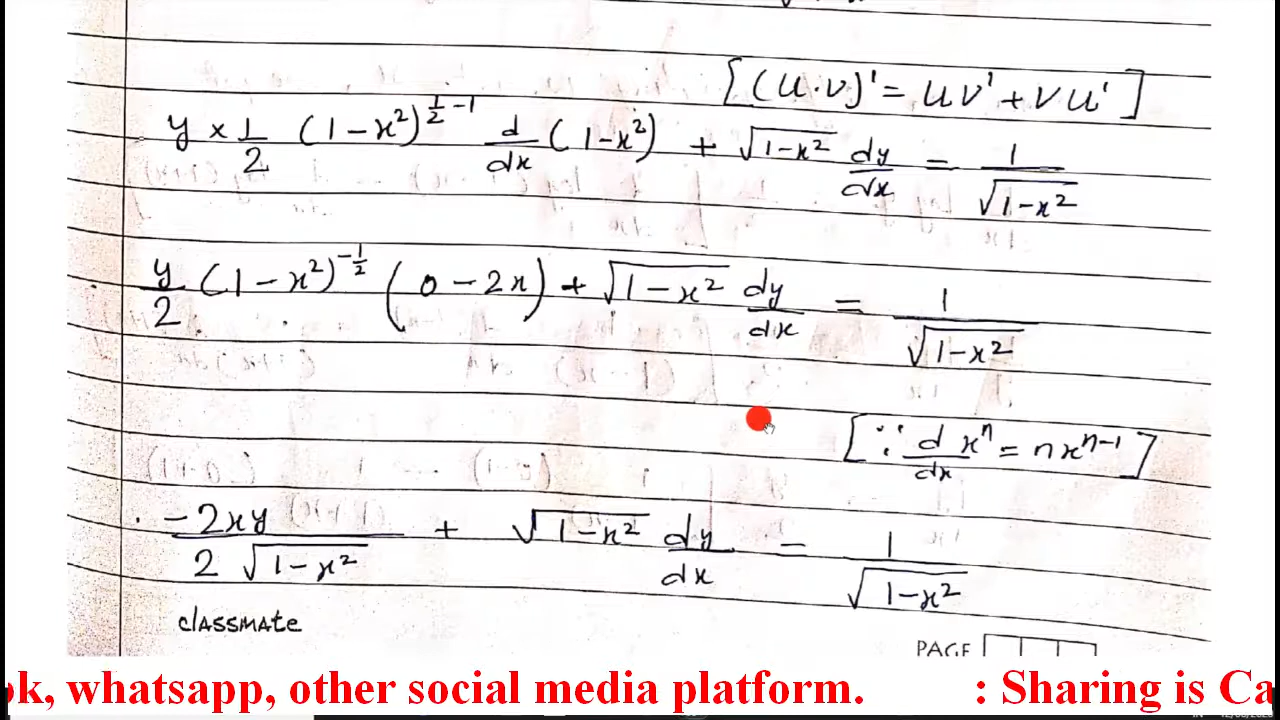 [(u·v)' = uv' + vu']
y × 1/2 (1-x²)^(1/2 - 1) d/dx (1-x²) + √(1-x²) dy/dx = 1/√(1-x²)
y/2 (1-x²)^(-1/2) (0 - 2x) + √(1-x²) dy/dx = 1/√(1-x²)
[∵ d/dx xⁿ = nxⁿ⁻¹]
-2xy/2√(1-x²) + √(1-x²) dy/dx = 1/√(1-x²)
classmate
PAGE
ok, whatsapp, other social media platform. : Sharing is Ca